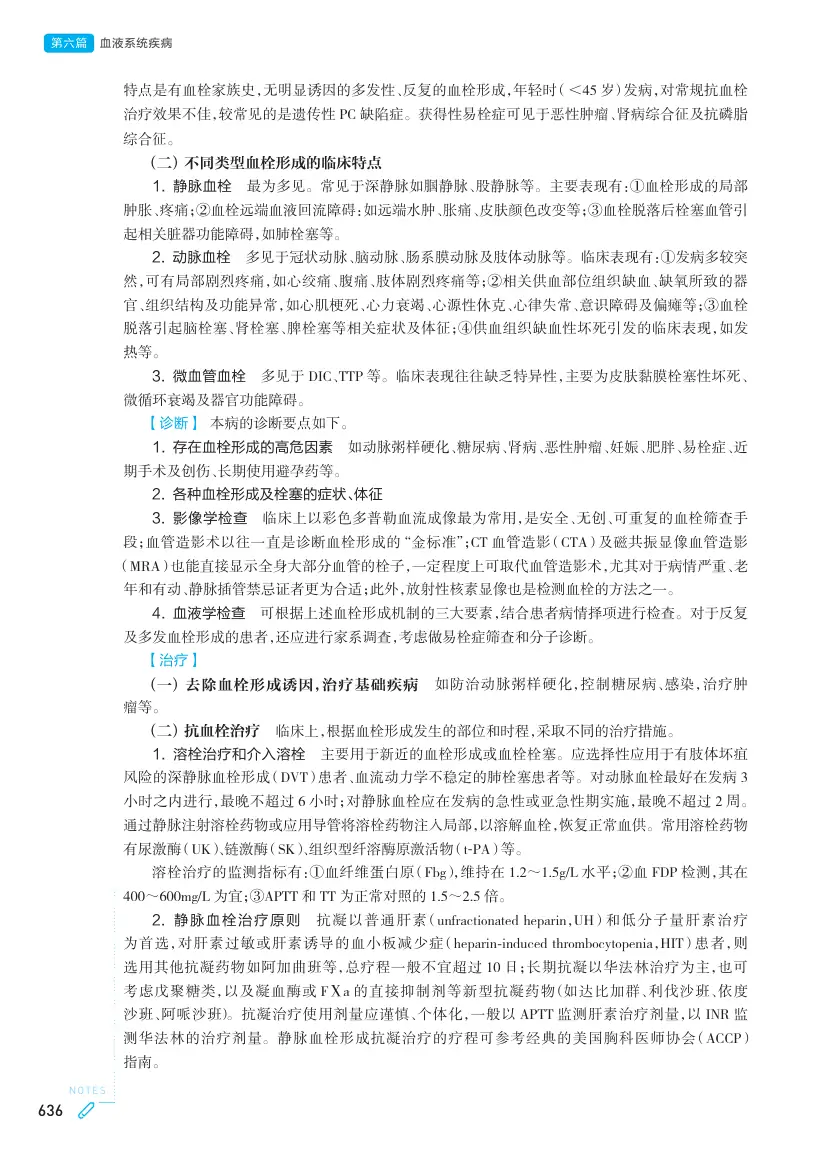 第六篇 血液系统疾病
特点是有血栓家族史,无明显诱因的多发性、反复的血栓形成,年轻时(<45 岁)发病,对常规抗血栓
治疗效果不佳,较常见的是遗传性 PC 缺陷症。获得性易栓症可见于恶性肿瘤、肾病综合征及抗磷脂
综合征。
(二) 不同类型血栓形成的临床特点
1. 静脉血栓 最为多见。常见于深静脉如腘静脉、股静脉等。主要表现有:①血栓形成的局部
肿胀、疼痛;②血栓远端血液回流障碍:如远端水肿、胀痛、皮肤颜色改变等;③血栓脱落后栓塞血管引
起相关脏器功能障碍,如肺栓塞等。
2. 动脉血栓 多见于冠状动脉、脑动脉、肠系膜动脉及肢体动脉等。临床表现有:①发病多较突
然,可有局部剧烈疼痛,如心绞痛、腹痛、肢体剧烈疼痛等;②相关供血部位组织缺血、缺氧所致的器
官、组织结构及功能异常,如心肌梗死、心力衰竭、心源性休克、心律失常、意识障碍及偏瘫等;③血栓
脱落引起脑栓塞、肾栓塞、脾栓塞等相关症状及体征;④供血组织缺血性坏死引发的临床表现,如发
热等。
3. 微血管血栓 多见于 DIC、TTP 等。临床表现往往缺乏特异性,主要为皮肤黏膜栓塞性坏死、
微循环衰竭及器官功能障碍。
【诊断】 本病的诊断要点如下。
1. 存在血栓形成的高危因素 如动脉粥样硬化、糖尿病、肾病、恶性肿瘤、妊娠、肥胖、易栓症、近
期手术及创伤、长期使用避孕药等。
2. 各种血栓形成及栓塞的症状、体征
3. 影像学检查 临床上以彩色多普勒血流成像最为常用,是安全、无创、可重复的血栓筛查手
段;血管造影术以往一直是诊断血栓形成的“金标准”;CT 血管造影(CTA)及磁共振显像血管造影
(MRA)也能直接显示全身大部分血管的栓子,一定程度上可取代血管造影术,尤其对于病情严重、老
年和有动、静脉插管禁忌证者更为合适;此外,放射性核素显像也是检测血栓的方法之一。
4. 血液学检查 可根据上述血栓形成机制的三大要素,结合患者病情择项进行检查。对于反复
及多发血栓形成的患者,还应进行家系调查,考虑做易栓症筛查和分子诊断。
【治疗】
(一) 去除血栓形成诱因,治疗基础疾病 如防治动脉粥样硬化,控制糖尿病、感染,治疗肿
瘤等。
(二) 抗血栓治疗 临床上,根据血栓形成发生的部位和时程,采取不同的治疗措施。
1. 溶栓治疗和介入溶栓 主要用于新近的血栓形成或血栓栓塞。应选择性应用于有肢体坏疽
风险的深静脉血栓形成(DVT)患者、血流动力学不稳定的肺栓塞患者等。对动脉血栓最好在发病 3
小时之内进行,最晚不超过 6 小时;对静脉血栓应在发病的急性或亚急性期实施,最晚不超过 2 周。
通过静脉注射溶栓药物或应用导管将溶栓药物注入局部,以溶解血栓,恢复正常血供。常用溶栓药物
有尿激酶(UK)、链激酶(SK)、组织型纤溶酶原激活物(t-PA)等。
溶栓治疗的监测指标有:①血纤维蛋白原(Fbg),维持在 1.2~1.5g/L 水平;②血 FDP 检测,其在
400~600mg/L 为宜;③APTT 和 TT 为正常对照的 1.5~2.5 倍。
2. 静脉血栓治疗原则 抗凝以普通肝素(unfractionated heparin,UH)和低分子量肝素治疗
为首选,对肝素过敏或肝素诱导的血小板减少症(heparin-induced thrombocytopenia,HIT)患者,则
选用其他抗凝药物如阿加曲班等,总疗程一般不宜超过 10 日;长期抗凝以华法林治疗为主,也可
考虑戊聚糖类,以及凝血酶或 FⅩa 的直接抑制剂等新型抗凝药物(如达比加群、利伐沙班、依度
沙班、阿哌沙班)。抗凝治疗使用剂量应谨慎、个体化,一般以 APTT 监测肝素治疗剂量,以 INR 监
测华法林的治疗剂量。静脉血栓形成抗凝治疗的疗程可参考经典的美国胸科医师协会(ACCP)
指南。
NOTES
636